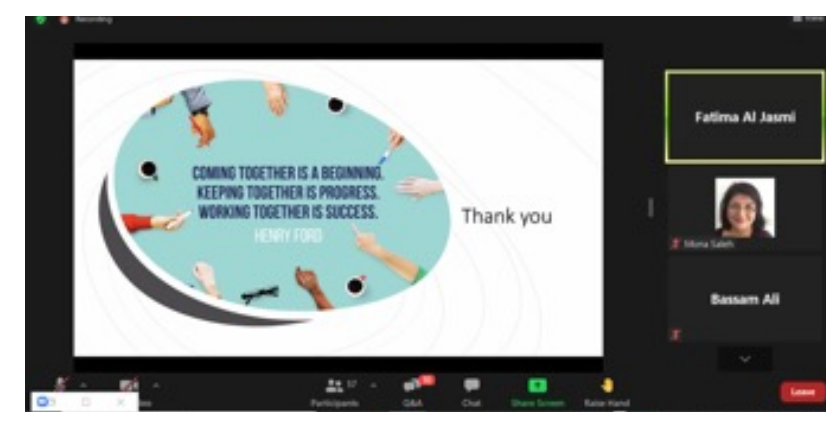 Recording
View
COMING TOGETHER IS A BEGINNING.
KEEPING TOGETHER IS PROGRESS.
WORKING TOGETHER IS SUCCESS.
HENRY FORD
Thank you
Fatima Al Jasmi
Mona Saleh
Bassam Ali
Participants
Q&A
Chat
Share Screen
Raise Hand
Leave